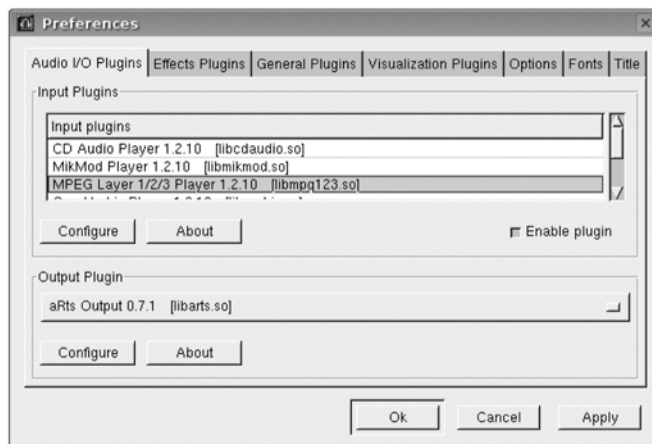 Preferences
Audio I/O Plugins Effects Plugins General Plugins Visualization Plugins Options Fonts Title
Input Plugins
Input plugins
CD Audio Player 1.2.10 [libcdaudio.so]
MikMod Player 1.2.10 [libmikmod.so]
MPEG Layer 1/2/3 Player 1.2.10 [libmpg123.so]
Configure About Enable plugin
Output Plugin
aRts Output 0.7.1 [libarts.so]
Configure About
Ok Cancel Apply